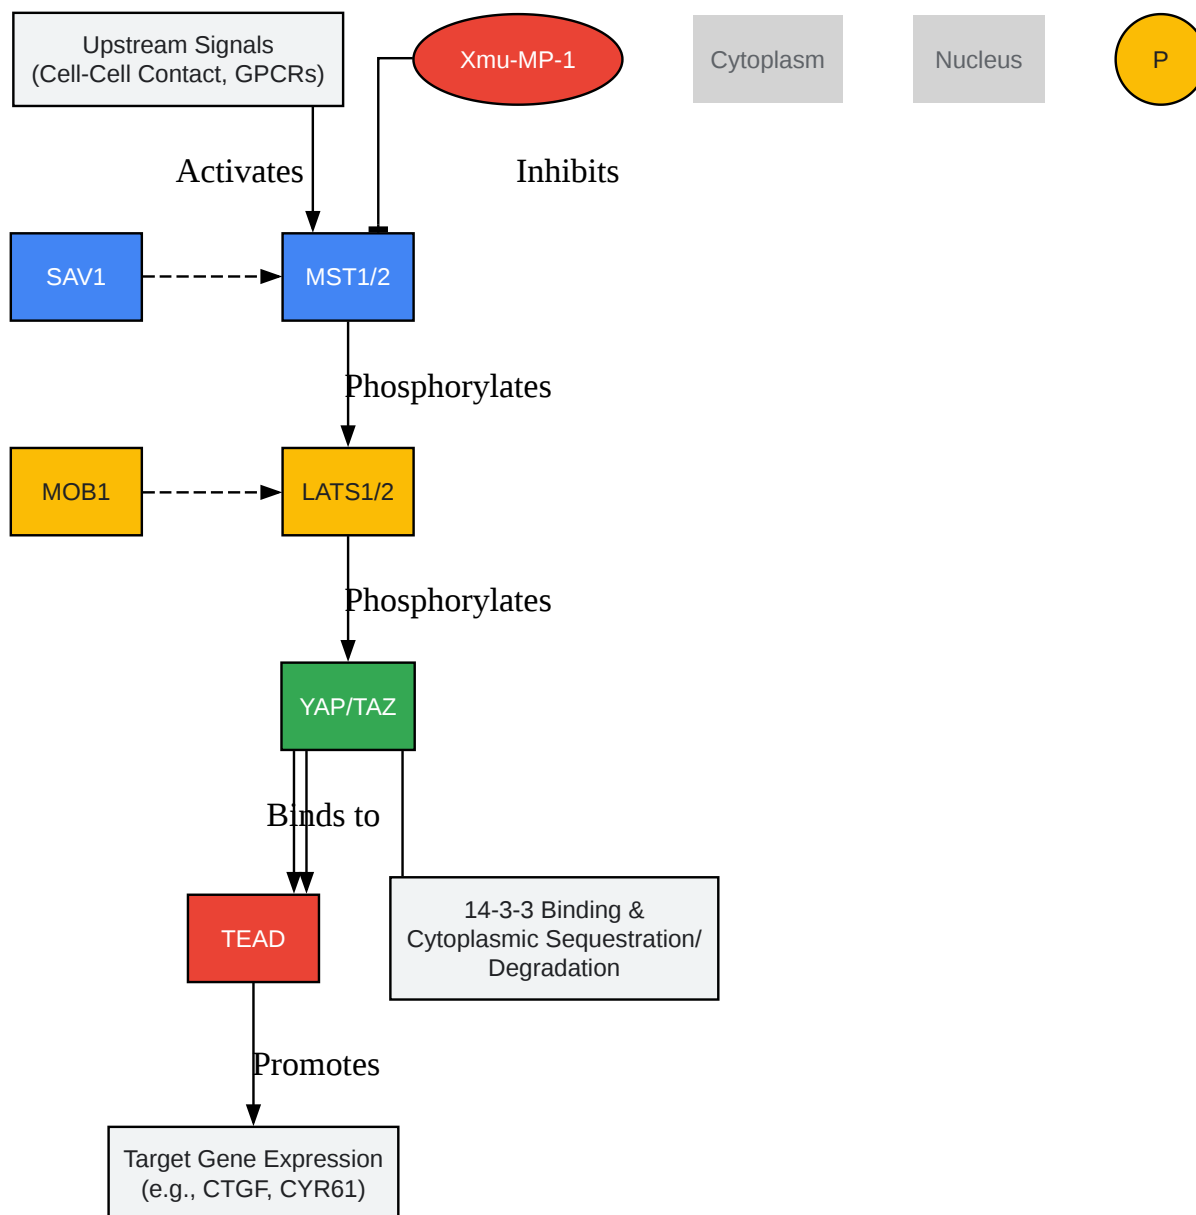 Upstream Signals
(Cell-Cell Contact, GPCRs)
Xmu-MP-1
Cytoplasm
Nucleus
P
Activates
Inhibits
SAV1
MST1/2
Phosphorylates
MOB1
LATS1/2
Phosphorylates
YAP/TAZ
Binds to
TEAD
14-3-3 Binding &
Cytoplasmic Sequestration/
Degradation
Promotes
Target Gene Expression
(e.g., CTGF, CYR61)